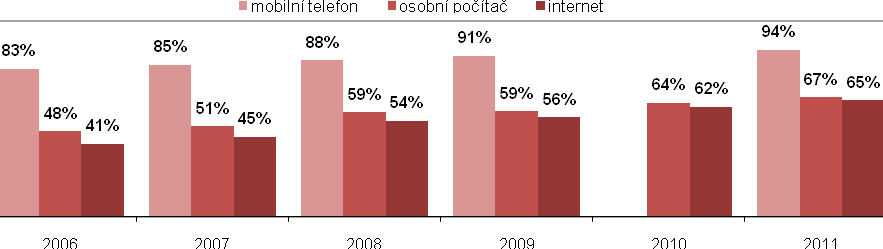 mobilní telefon osobní počítač internet
83% 48% 41% 85% 51% 45% 88% 59% 54% 91% 59% 56% 64% 62% 94% 67% 65%
2006 2007 2008 2009 2010 2011